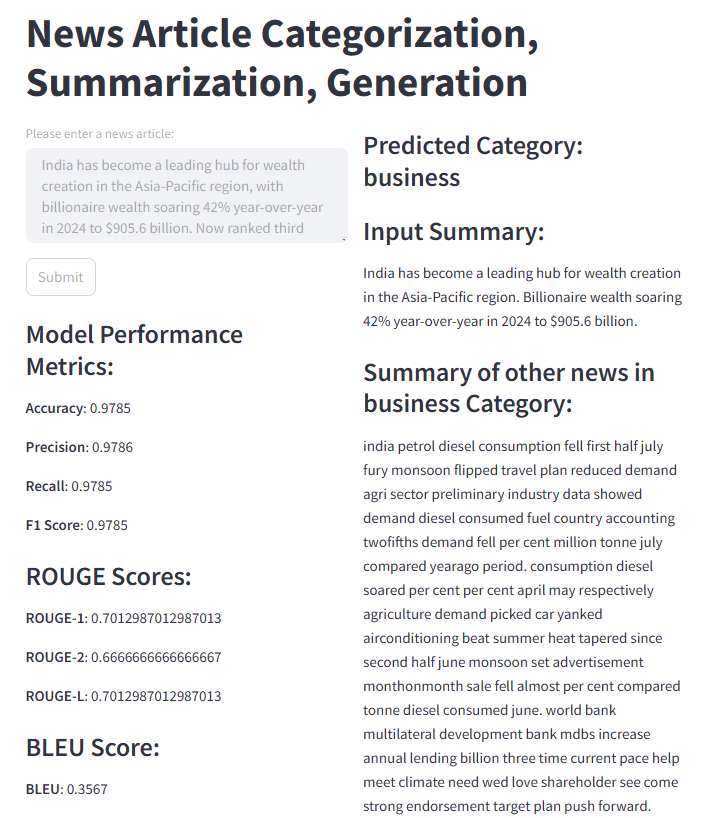 News Article Categorization,
Summarization, Generation
Please enter a news article:
India has become a leading hub for wealth
creation in the Asia-Pacific region, with
billionaire wealth soaring 42% year-over-year
in 2024 to $905.6 billion. Now ranked third
Submit
Model Performance
Metrics:
Accuracy: 0.9785
Precision: 0.9786
Recall: 0.9785
F1 Score: 0.9785
ROUGE Scores:
ROUGE-1: 0.7012987012987013
ROUGE-2: 0.6666666666666667
ROUGE-L: 0.7012987012987013
BLEU Score:
BLEU: 0.3567
Predicted Category:
business
Input Summary:
India has become a leading hub for wealth creation
in the Asia-Pacific region. Billionaire wealth soaring
42% year-over-year in 2024 to $905.6 billion.
Summary of other news in
business Category:
india petrol diesel consumption fell first half july
fury monsoon flipped travel plan reduced demand
agri sector preliminary industry data showed
demand diesel consumed fuel country accounting
twofifths demand fell per cent million tonne july
compared yearago period. consumption diesel
soared per cent per cent april may respectively
agriculture demand picked car yanked
airconditioning beat summer heat tapered since
second half june monsoon set advertisement
monthonmonth sale fell almost per cent compared
tonne diesel consumed june. world bank
multilateral development bank mdbs increase
annual lending billion three time current pace help
meet climate need wed love shareholder see come
strong endorsement target plan push forward.